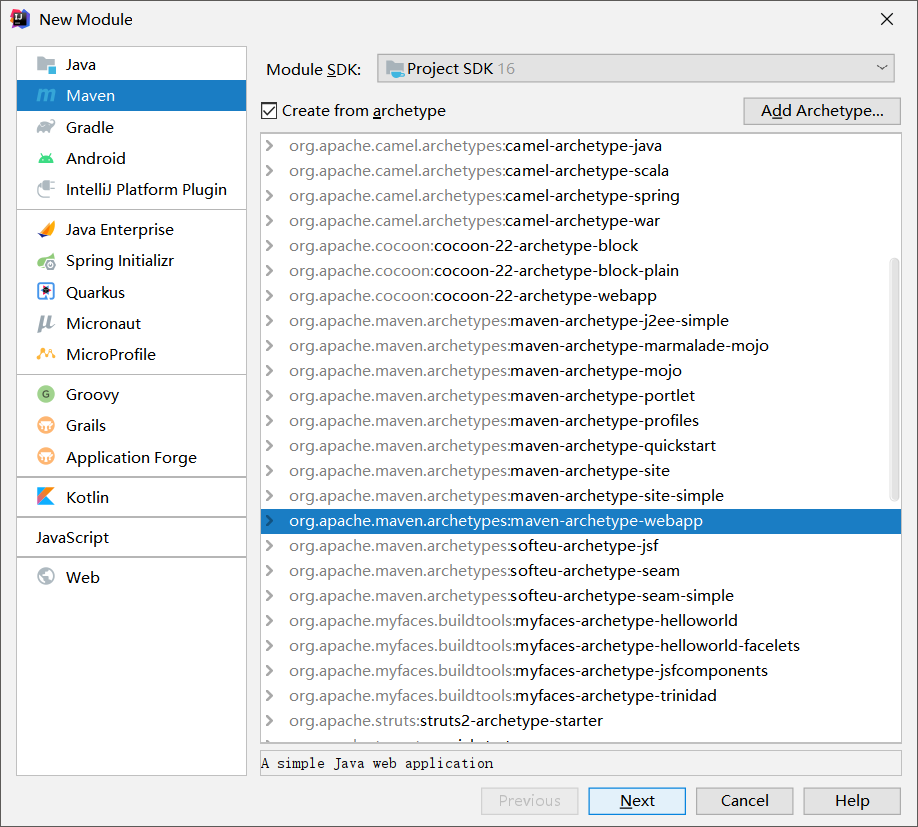 New Module
Java
Maven
Gradle
Android
IntelliJ Platform Plugin
Java Enterprise
Spring Initializr
Quarkus
Micronaut
MicroProfile
Groovy
Grails
Application Forge
Kotlin
JavaScript
Web
Module SDK: Project SDK 16
Create from archetype Add Archetype...
org.apache.camel.archetypes:camel-archetype-java
org.apache.camel.archetypes:camel-archetype-scala
org.apache.camel.archetypes:camel-archetype-spring
org.apache.camel.archetypes:camel-archetype-war
org.apache.cocoon:cocoon-22-archetype-block
org.apache.cocoon:cocoon-22-archetype-block-plain
org.apache.cocoon:cocoon-22-archetype-webapp
org.apache.maven.archetypes:maven-archetype-j2ee-simple
org.apache.maven.archetypes:maven-archetype-marmalade-mojo
org.apache.maven.archetypes:maven-archetype-mojo
org.apache.maven.archetypes:maven-archetype-portlet
org.apache.maven.archetypes:maven-archetype-profiles
org.apache.maven.archetypes:maven-archetype-quickstart
org.apache.maven.archetypes:maven-archetype-site
org.apache.maven.archetypes:maven-archetype-site-simple
org.apache.maven.archetypes:maven-archetype-webapp
org.apache.maven.archetypes:softeu-archetype-jsf
org.apache.maven.archetypes:softeu-archetype-seam
org.apache.maven.archetypes:softeu-archetype-seam-simple
org.apache.myfaces.buildtools:myfaces-archetype-helloworld
org.apache.myfaces.buildtools:myfaces-archetype-helloworld-facelets
org.apache.myfaces.buildtools:myfaces-archetype-jsfcomponents
org.apache.myfaces.buildtools:myfaces-archetype-trinidad
org.apache.struts:struts2-archetype-starter
A simple Java web application
Previous Next Cancel Help